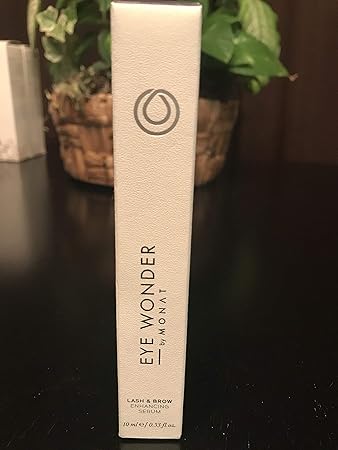 EYE WONDER
by MONAT
LASH & BROW
ENHANCING
SERUM
10 ml ℮ / 0.33 fl. oz.